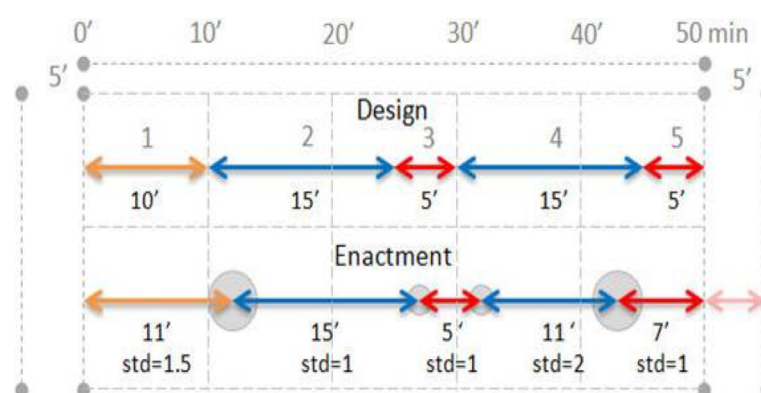 0’ 10’ 20’ 30’ 40’ 50 min
5’ 5’
Design
1 2 3 4 5
10’ 15’ 5’ 15’ 5’
Enactment
11’ 15’ 5’ 11’ 7’
std=1.5 std=1 std=1 std=2 std=1